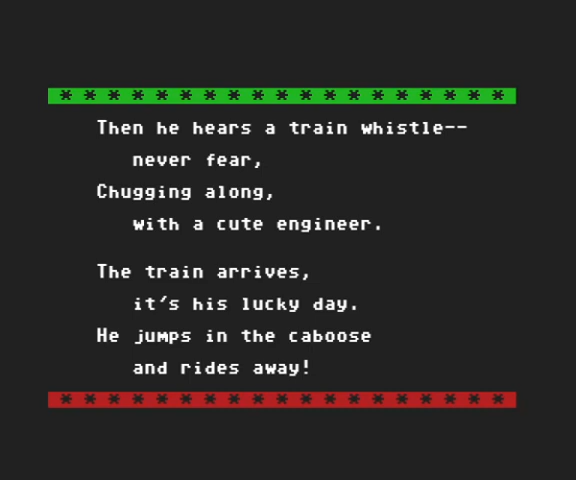 * * * * * * * * * * * * * * * * * * *
Then he hears a train whistle--
never fear,
Chugging along,
with a cute engineer.
The train arrives,
it's his lucky day.
He jumps in the caboose
and rides away!
* * * * * * * * * * * * * * * * * * *